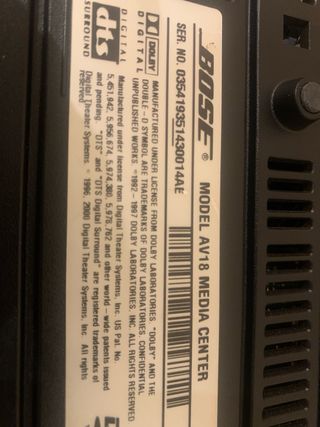 BOSE® MODEL AV18 MEDIA CENTER
SER. NO. 035419351430014AE
DOLBY
DIGITAL
MANUFACTURED UNDER LICENSE FROM DOLBY LABORATORIES "DOLBY" AND THE
DOUBLE-D SYMBOL ARE TRADEMARKS OF DOLBY LABORATORIES CONFIDENTIAL
UNPUBLISHED WORKS ©1992-1997 DOLBY LABORATORIES, INC. ALL RIGHTS RESERVED
DIGITAL
dts
SURROUND
Manufactured under license from Digital Theater Systems, Inc. US Pat. No.
5,451,942, 5,956,674, 5,974,380, 5,978,762 and other world-wide patents issued
and pending. "DTS" and "DTS Digital Surround" are registered trademarks of
Digital Theater Systems. © 1996, 2000 Digital Theater Systems, Inc. All rights
reserved